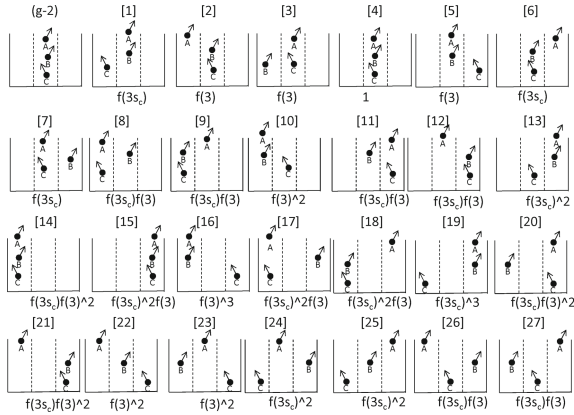 (g-2) [1] [2] [3] [4] [5] [6]
A A A A A A A
B B B B B B B
C C C C C C C
f(3s_c) f(3) f(3) 1 f(3) f(3s_c)
[7] [8] [9] [10] [11] [12] [13]
A A A A A A A
B B B B B B B
C C C C C C C
f(3s_c) f(3s_c)f(3) f(3s_c)f(3) f(3)^2 f(3s_c)f(3) f(3s_c)f(3) f(3s_c)^2
[14] [15] [16] [17] [18] [19] [20]
A A A A A A A
B B B B B B B
C C C C C C C
f(3s_c)f(3)^2 f(3s_c)^2f(3) f(3)^3 f(3s_c)^2f(3) f(3s_c)^2f(3) f(3s_c)^3 f(3s_c)f(3)^2
[21] [22] [23] [24] [25] [26] [27]
A A A A A A A
B B B B B B B
C C C C C C C
f(3s_c)f(3)^2 f(3)^2 f(3)^2 f(3s_c)^2 f(3s_c)^2 f(3s_c)f(3) f(3s_c)f(3)